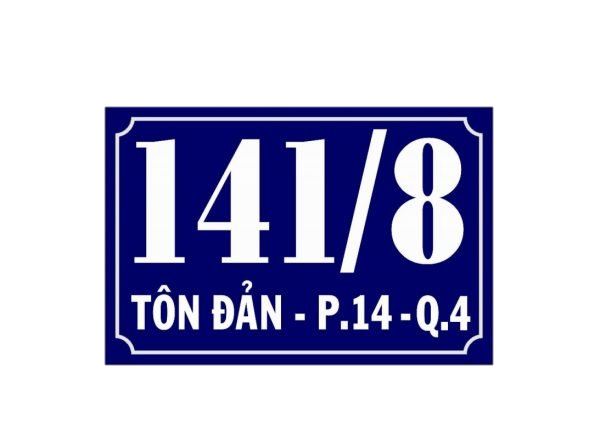 141/8
TÔN ĐẢN - P.14 - Q.4